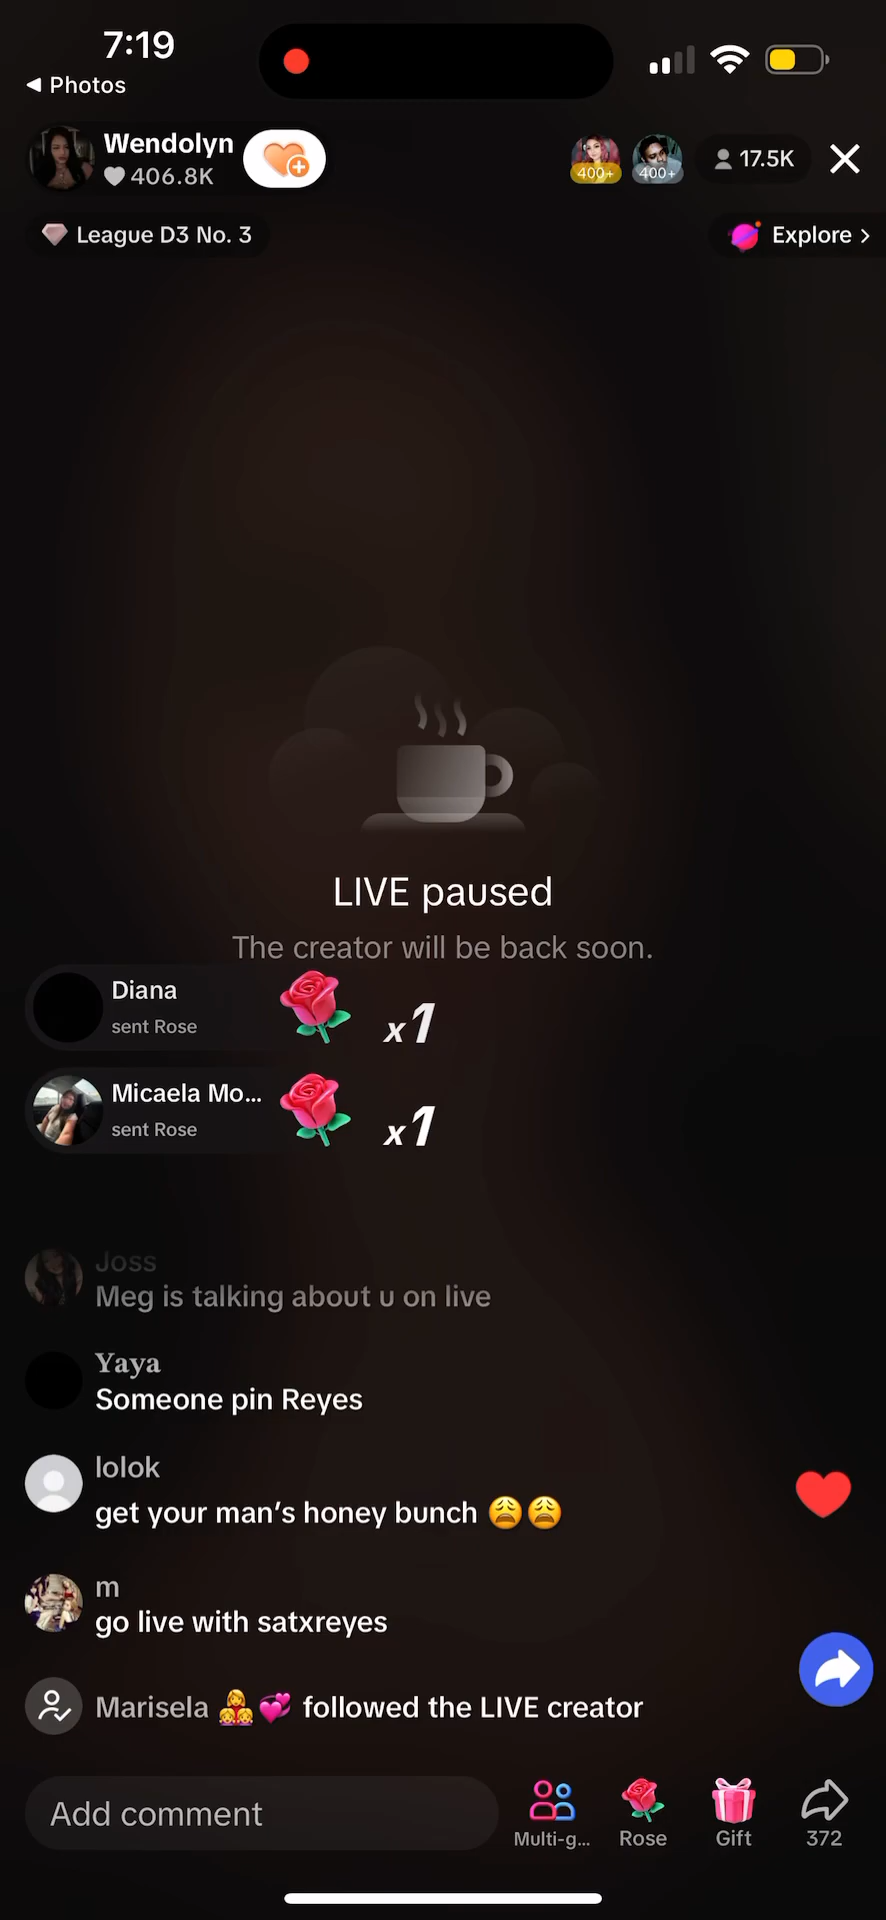 7:19
Photos
Wendolyn
406.8K
400+
400+
17.5K
League D3 No. 3
Explore
LIVE paused
The creator will be back soon.
Diana
sent Rose
x1
Micaela Mo...
sent Rose
x1
Joss
Meg is talking about u on live
Yaya
Someone pin Reyes
lolok
get your man's honey bunch 😩😩
m
go live with satxreyes
Marisela 👩‍👧‍👧💞 followed the LIVE creator
Add comment
Multi-g...
Rose
Gift
372